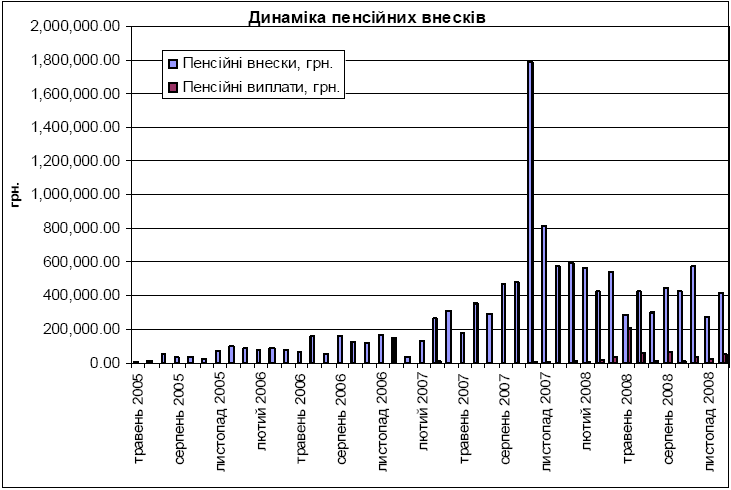 Динаміка пенсійних внесків
2,000,000.00
1,800,000.00
1,600,000.00
1,400,000.00
1,200,000.00
1,000,000.00
800,000.00
600,000.00
400,000.00
200,000.00
0.00
грн.
Пенсійні внески, грн.
Пенсійні виплати, грн.
травень 2005
серпень 2005
листопад 2005
лютий 2006
травень 2006
серпень 2006
листопад 2006
лютий 2007
травень 2007
серпень 2007
листопад 2007
лютий 2008
травень 2008
серпень 2008
листопад 2008